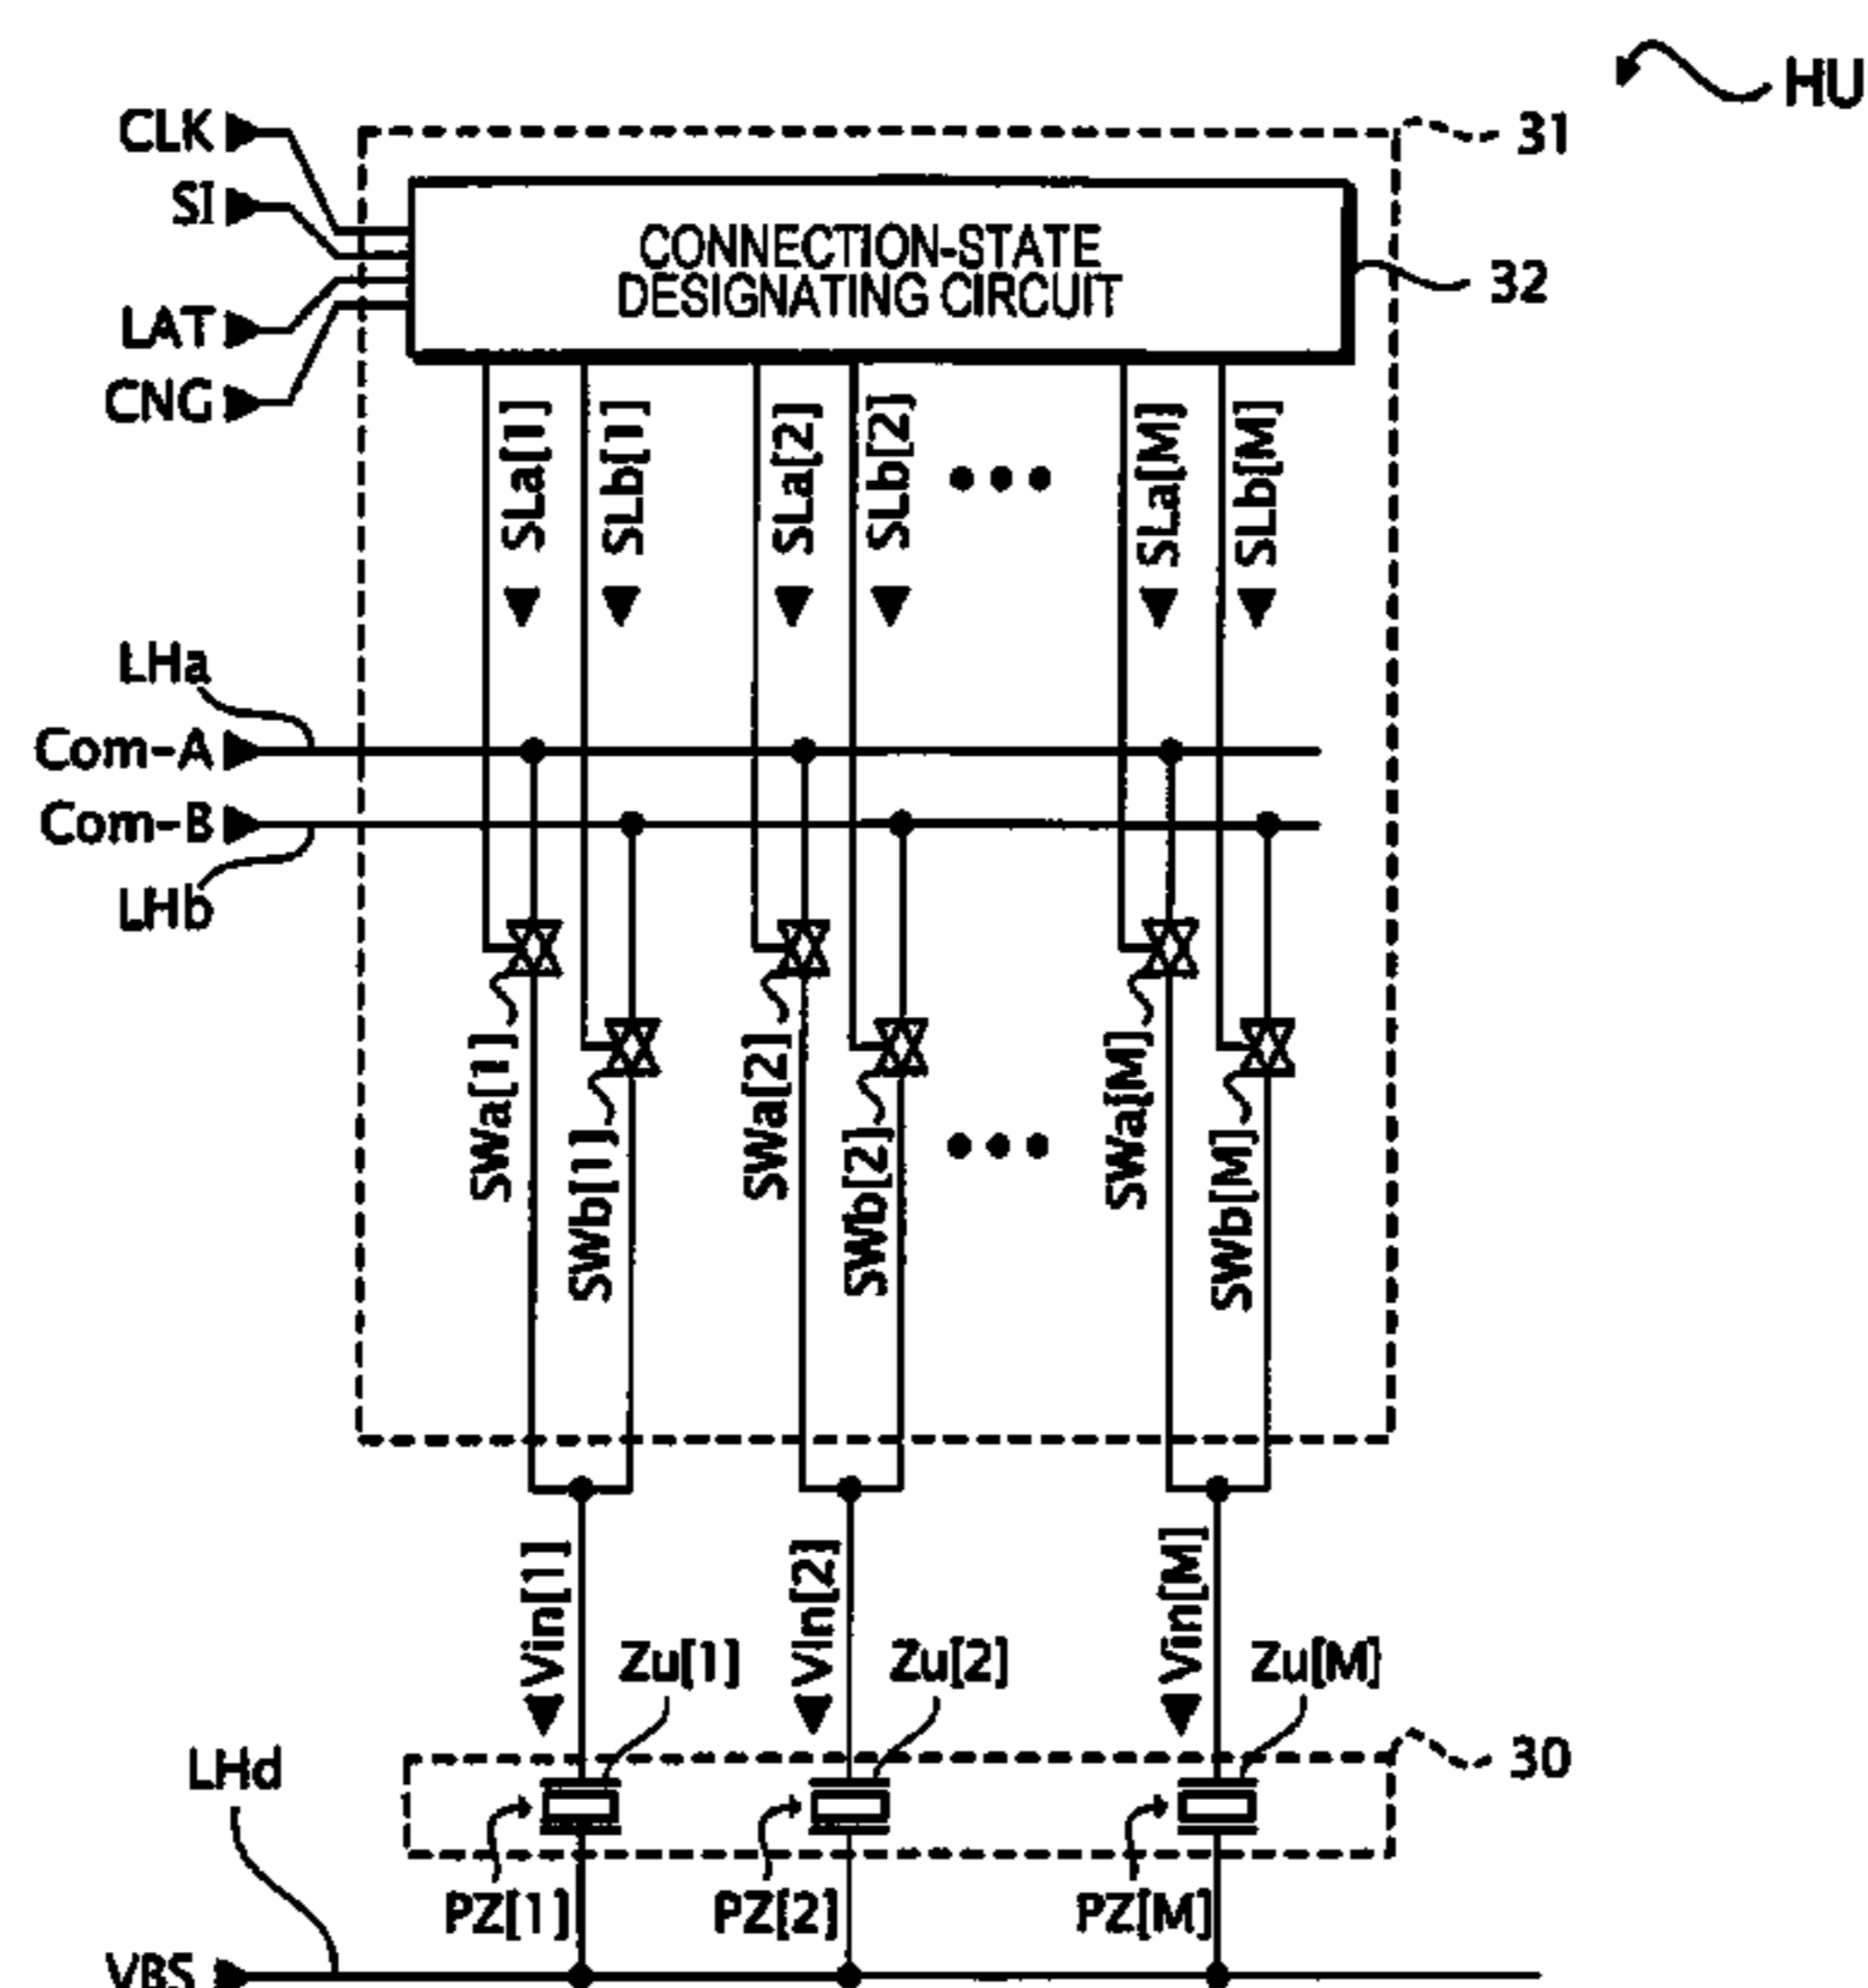 HU
CLK
31
SI
CONNECTION-STATE
DESIGNATING CIRCUIT
32
LAT
CNG
SLa[1]
SLb[1]
SLa[2]
SLb[2]
SLa[M]
SLb[M]
LHa
Com-A
Com-B
LHb
SWa[1]
SWb[1]
SWa[2]
SWb[2]
SWa[M]
SWb[M]
Vin[1]
Vin[2]
Vin[M]
Zu[1]
Zu[2]
Zu[M]
30
LHd
PZ[1]
PZ[2]
PZ[M]
VBS